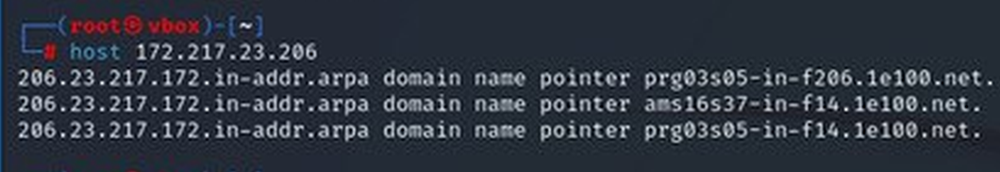 ┌──(root㉿vbox)-[~]
└─# host 172.217.23.206
206.23.217.172.in-addr.arpa domain name pointer prg03s05-in-f206.1e100.net.
206.23.217.172.in-addr.arpa domain name pointer ams16s37-in-f14.1e100.net.
206.23.217.172.in-addr.arpa domain name pointer prg03s05-in-f14.1e100.net.